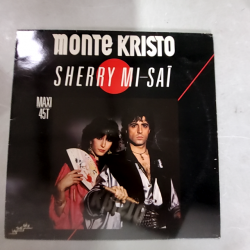 MONTE KRISTO
SHERRY MI-SAÏ
MAXI
45T